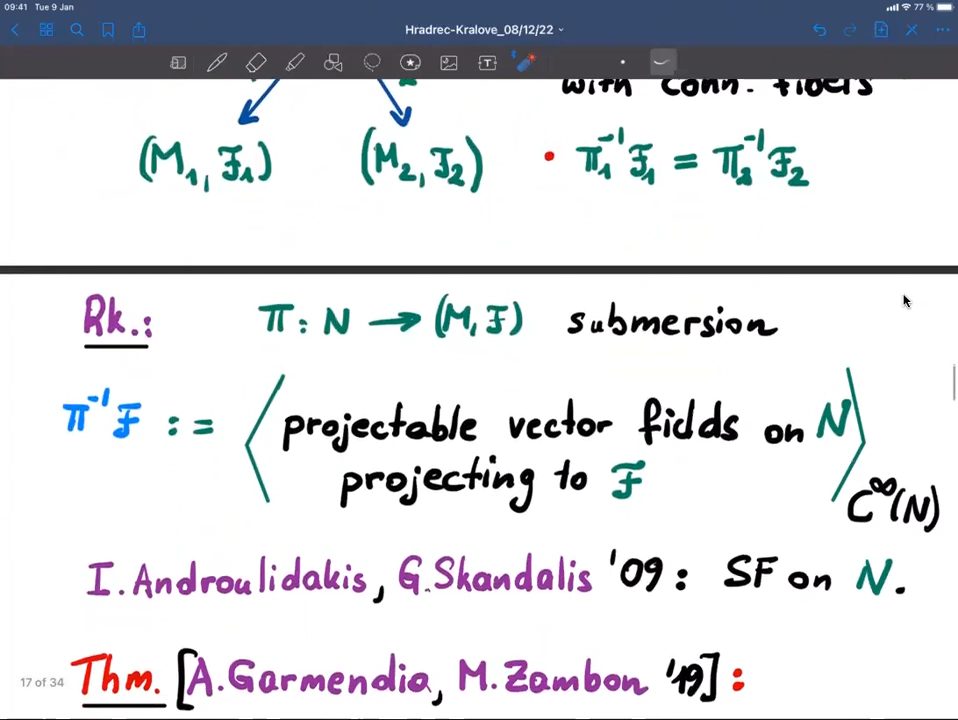 09:41 Tue 9 Jan
77 %
Hradrec-Kralove_08/12/22
with conn. fibers
(M₁, ℱ₁) (M₂, ℱ₂) • π₁⁻¹ℱ₁ = π₂⁻¹ℱ₂
Rk.: π : N → (M, ℱ) submersion
π⁻¹ℱ := ⟨ projectable vector fields on N
projecting to ℱ ⟩ C^∞(N)
I. Androulidakis, G. Skandalis '09 : SF on N.
17 of 34
Thm. [A. Garmendia, M. Zambon '19] :